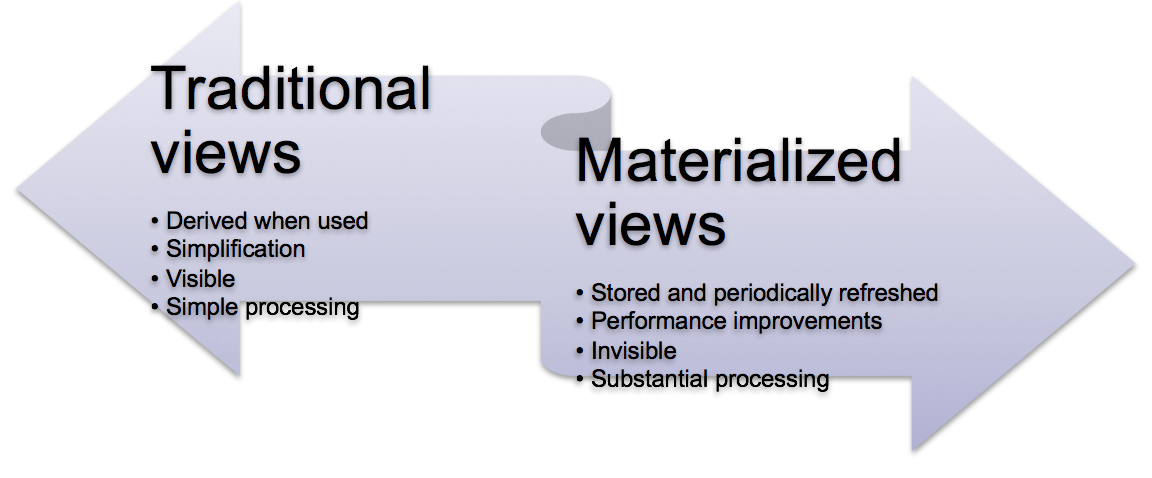 Traditional
views
• Derived when used
• Simplification
• Visible
• Simple processing
Materialized
views
• Stored and periodically refreshed
• Performance improvements
• Invisible
• Substantial processing